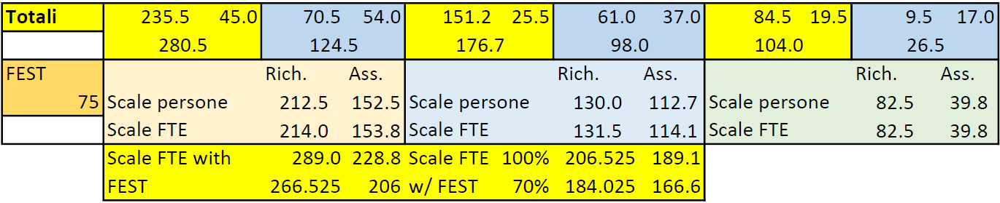 Totali 235.5 45.0 70.5 54.0 151.2 25.5 61.0 37.0 84.5 19.5 9.5 17.0
280.5 124.5 176.7 98.0 104.0 26.5
FEST Rich. Ass. Rich. Ass. Rich. Ass.
75 Scale persone 212.5 152.5 Scale persone 130.0 112.7 Scale persone 82.5 39.8
Scale FTE 214.0 153.8 Scale FTE 131.5 114.1 Scale FTE 82.5 39.8
Scale FTE with 289.0 228.8 Scale FTE 100% 206.525 189.1
FEST 266.525 206 w/ FEST 70% 184.025 166.6